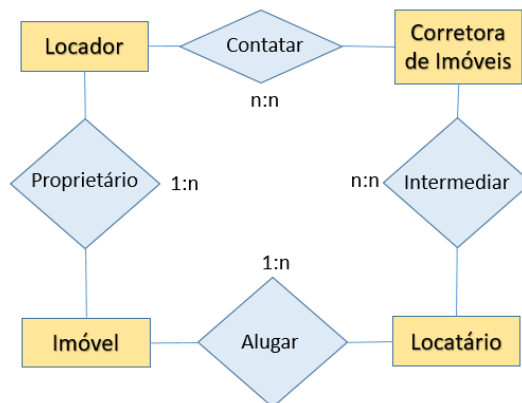 Locador
Contatar
Corretora
de Imóveis
n:n
Proprietário
1:n
n:n
Intermediar
1:n
Imóvel
Alugar
Locatário